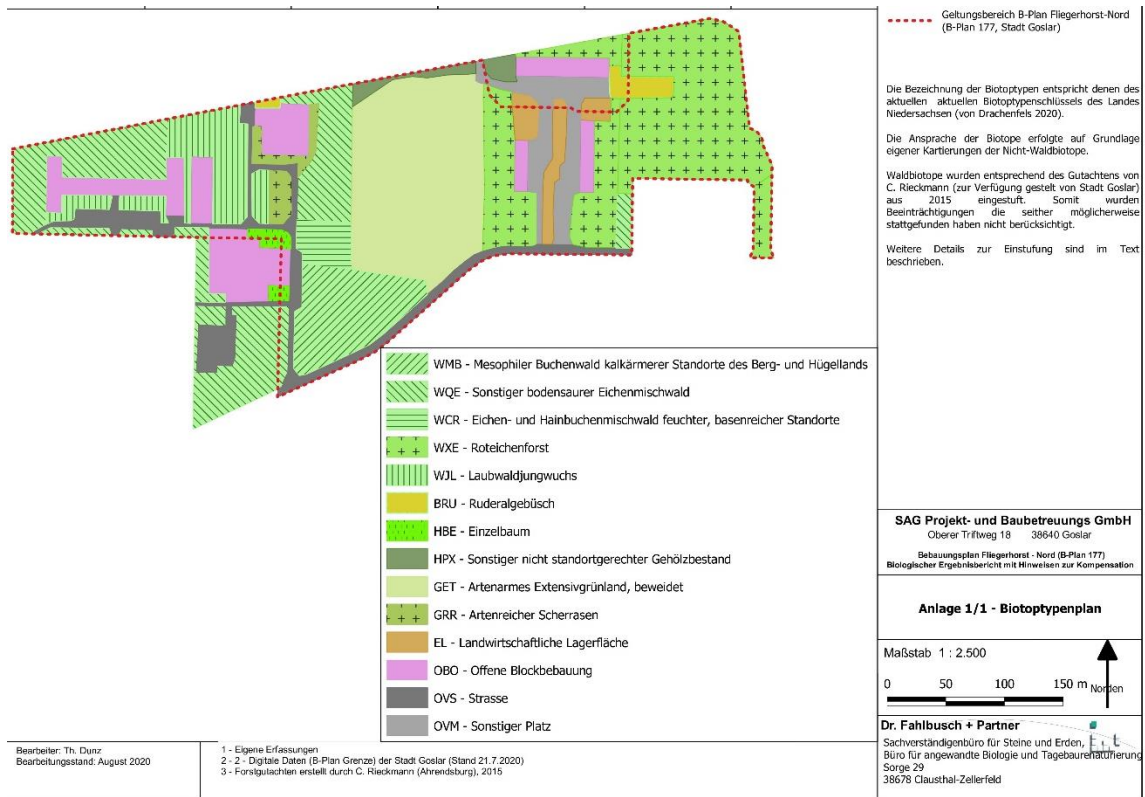 Geltungsbereich B-Plan Fliegerhorst-Nord
(B-Plan 177, Stadt Goslar)
Die Bezeichnung der Biotoptypen entspricht denen des
aktuellen aktuellen Biotoptypenschlüssels des Landes
Niedersachsen (von Drachenfels 2020).
Die Ansprache der Biotope erfolgte auf Grundlage
eigener Kartierungen der Nicht-Waldbiotope.
Waldbiotope wurden entsprechend des Gutachtens von
C. Rieckmann (zur Verfügung gestelt von Stadt Goslar)
aus 2015 eingestuft. Somit wurden
Beeinträchtigungen die seither möglicherweise
stattgefunden haben nicht berücksichtigt.
Weitere Details zur Einstufung sind im Text
beschrieben.
WMB - Mesophiler Buchenwald kalkärmerer Standorte des Berg- und Hügellands
WQE - Sonstiger bodensaurer Eichenmischwald
WCR - Eichen- und Hainbuchenmischwald feuchter, basenreicher Standorte
WXE - Roteichenforst
WJL - Laubwaldjungwuchs
BRU - Ruderalgebüsch
HBE - Einzelbaum
HPX - Sonstiger nicht standortgerechter Gehölzbestand
GET - Artenarmes Extensivgrünland, beweidet
GRR - Artenreicher Scherrasen
EL - Landwirtschaftliche Lagerfläche
OBO - Offene Blockbebauung
OVS - Strasse
OVM - Sonstiger Platz
SAG Projekt- und Baubetreuungs GmbH
Oberer Triftweg 18 38640 Goslar
Bebauungsplan Fliegerhorst - Nord (B-Plan 177)
Biologischer Ergebnisbericht mit Hinweisen zur Kompensation
Anlage 1/1 - Biotoptypenplan
Maßstab 1 : 2.500
0 50 100 150 m
Norden
Dr. Fahlbusch + Partner
Sachverständigenbüro für Steine und Erden,
Büro für angewandte Biologie und Tagebaurenaturierung
Sorge 29
38678 Clausthal-Zellerfeld
Bearbeiter: Th. Dunz
Bearbeitungsstand: August 2020
1 - Eigene Erfassungen
2 - 2 - Digitale Daten (B-Plan Grenze) der Stadt Goslar (Stand 21.7.2020)
3 - Forstgutachten erstellt durch C. Rieckmann (Ahrendsburg), 2015